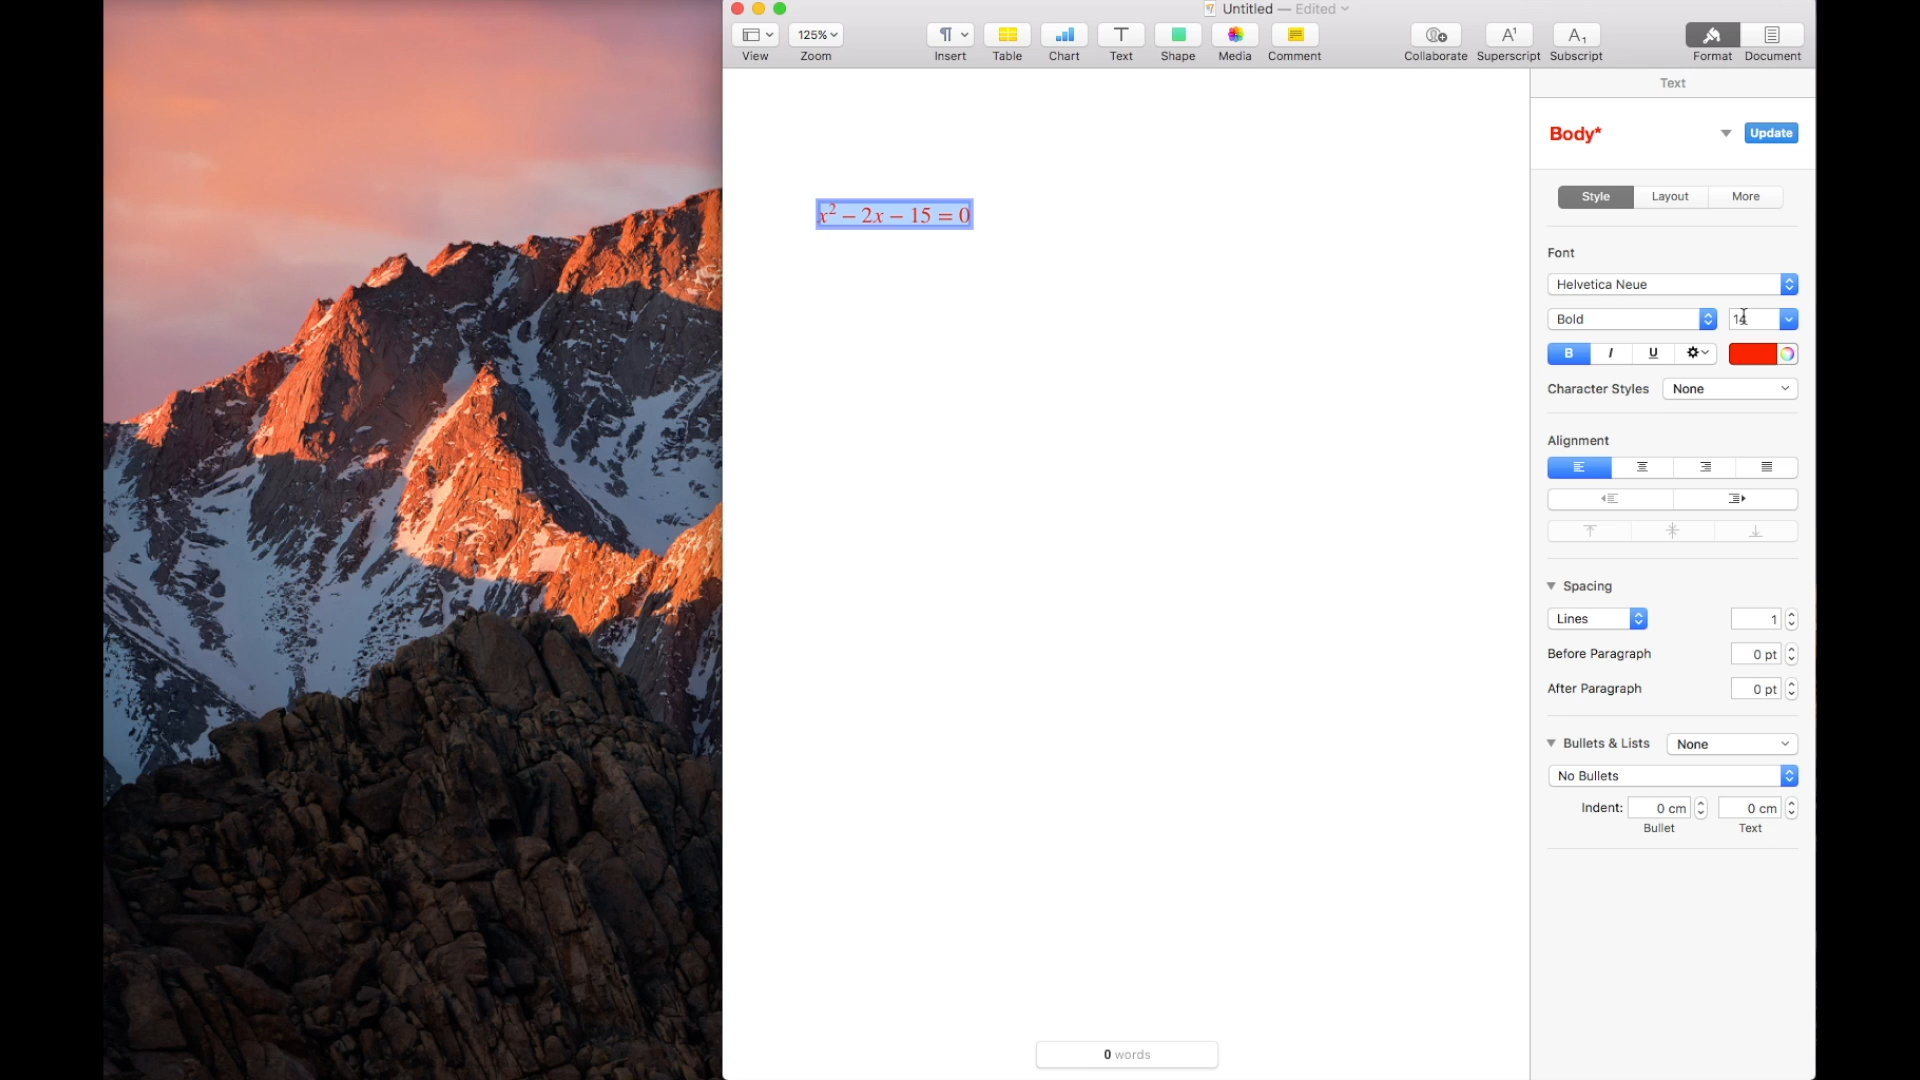 Untitled — Edited
125%
View
Zoom
Insert
Table
Chart
Text
Shape
Media
Comment
Collaborate
Superscript
Subscript
Format
Document
Text
Body*
Update
Style
Layout
More
x² – 2x – 15 = 0
Font
Helvetica Neue
Bold
B I U
Character Styles None
Alignment
Spacing
Lines 1
Before Paragraph 0 pt
After Paragraph 0 pt
Bullets & Lists None
No Bullets
Indent: 0 cm 0 cm
Bullet Text
0 words